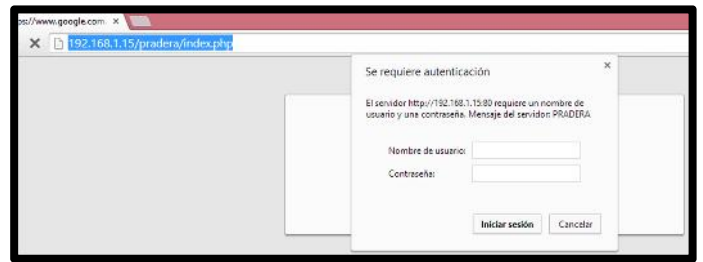 ps://www.google.com. ×
192.168.1.15/pradera/index.php
Se requiere autenticación
El servidor http://192.168.1.15:80 requiere un nombre de
usuario y una contraseña. Mensaje del servidor: PRADERA
Nombre de usuario:
Contraseña:
Iniciar sesión Cancelar